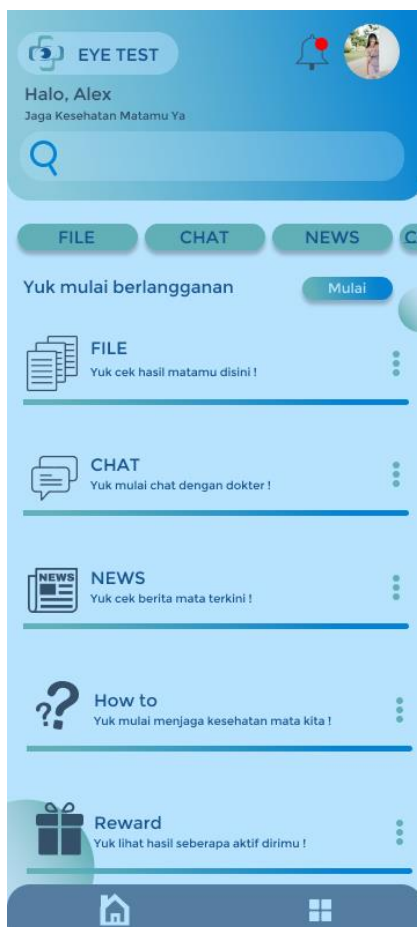 EYE TEST
Halo, Alex
Jaga Kesehatan Matamu Ya
FILE CHAT NEWS C
Yuk mulai berlangganan Mulai
FILE
Yuk cek hasil matamu disini !
CHAT
Yuk mulai chat dengan dokter !
NEWS
NEWS
Yuk cek berita mata terkini !
How to
Yuk mulai menjaga kesehatan mata kita !
Reward
Yuk lihat hasil seberapa aktif dirimu !